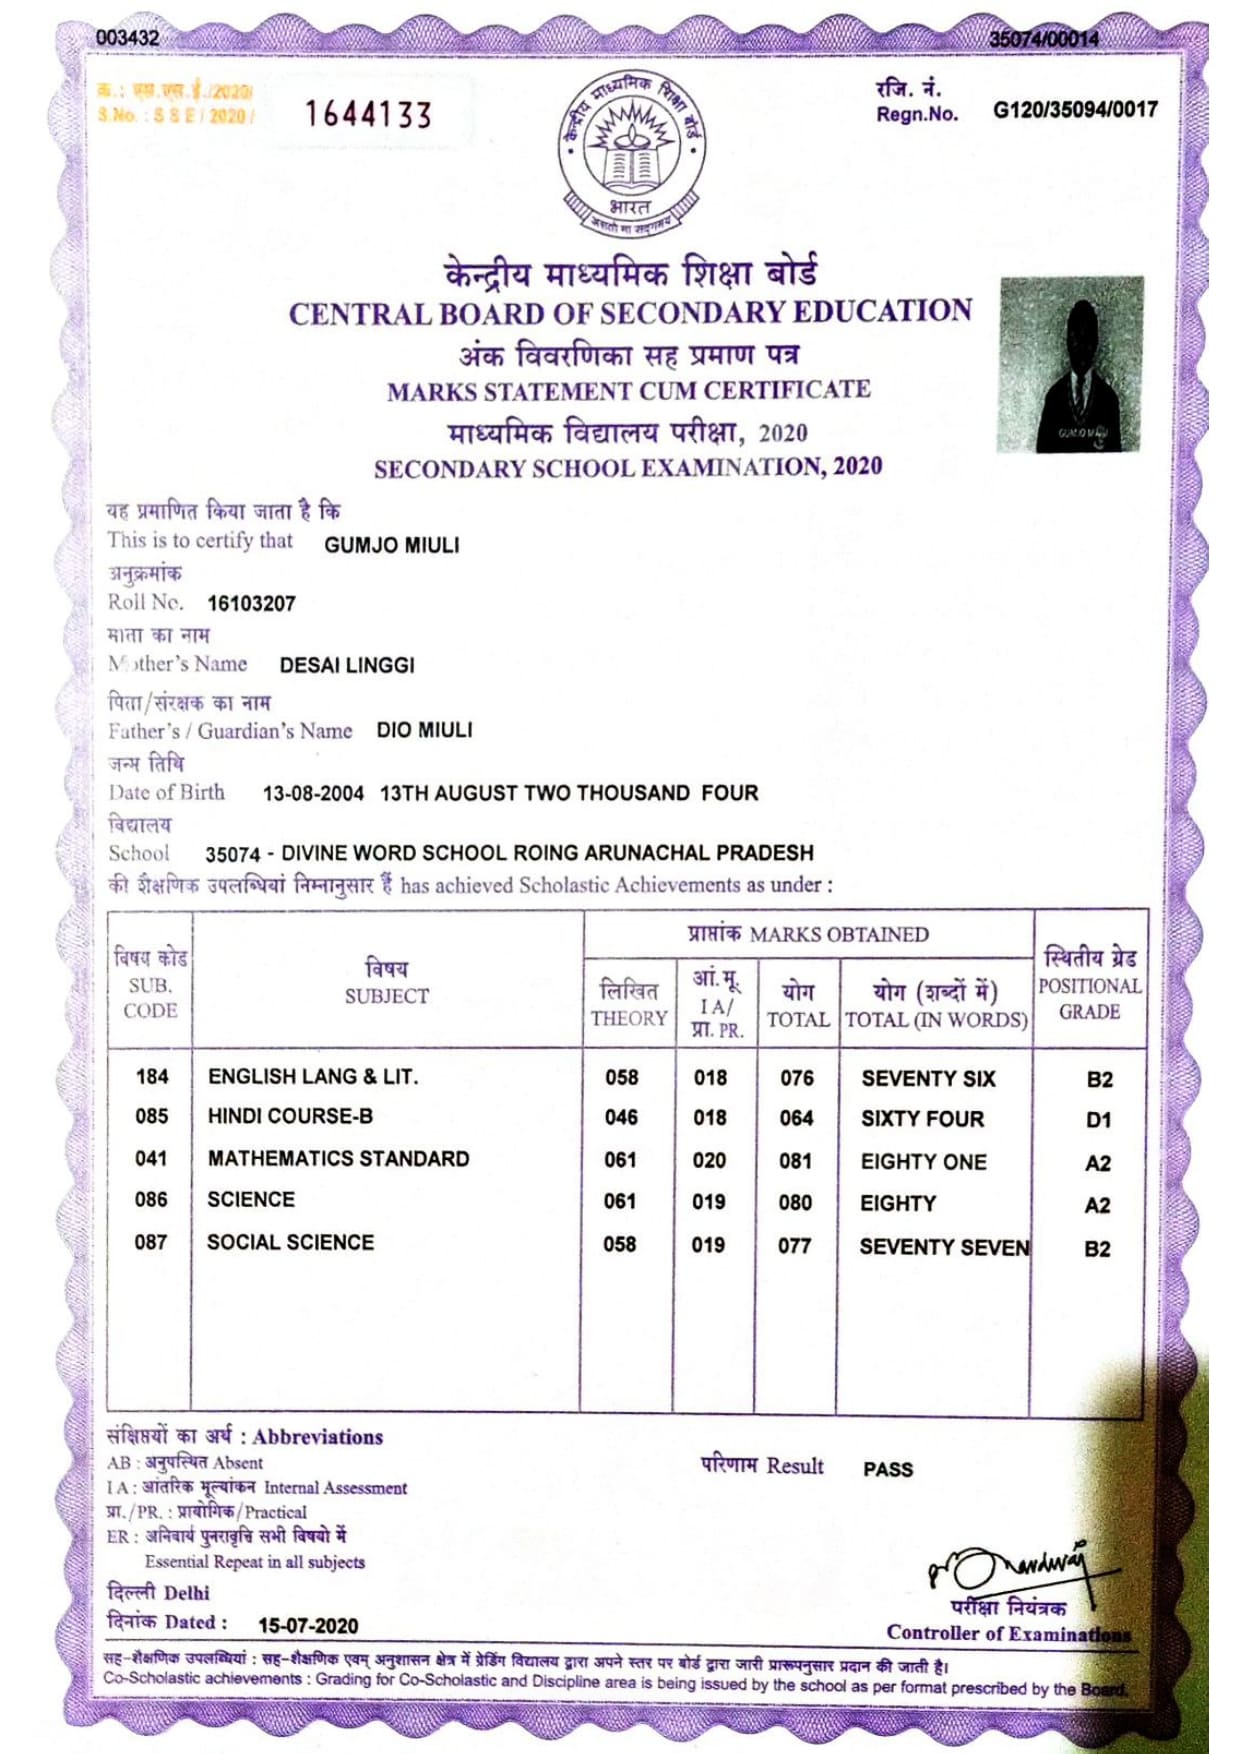 003432
35074/00014
क्र.: एस.एस.ई./2020/
S.No. : S S E / 2020 /
1644133
रजि. नं.
Regn.No. G120/35094/0017
केन्द्रीय माध्यमिक शिक्षा बोर्ड
भारत
असतो मा सद्गमय
केन्द्रीय माध्यमिक शिक्षा बोर्ड
CENTRAL BOARD OF SECONDARY EDUCATION
अंक विवरणिका सह प्रमाण पत्र
MARKS STATEMENT CUM CERTIFICATE
माध्यमिक विद्यालय परीक्षा, 2020
SECONDARY SCHOOL EXAMINATION, 2020
यह प्रमाणित किया जाता है कि
This is to certify that GUMJO MIULI
अनुक्रमांक
Roll No. 16103207
माता का नाम
Mother's Name DESAI LINGGI
पिता/संरक्षक का नाम
Father's / Guardian's Name DIO MIULI
जन्म तिथि
Date of Birth 13-08-2004 13TH AUGUST TWO THOUSAND FOUR
विद्यालय
School 35074 - DIVINE WORD SCHOOL ROING ARUNACHAL PRADESH
की शैक्षणिक उपलब्धियां निम्नानुसार हैं has achieved Scholastic Achievements as under :
विषय कोड SUB. CODE
विषय SUBJECT
प्राप्तांक MARKS OBTAINED
लिखित THEORY
आं.मू. I A/ प्रा. PR.
योग TOTAL
योग (शब्दों में) TOTAL (IN WORDS)
स्थितीय ग्रेड POSITIONAL GRADE
184 ENGLISH LANG & LIT. 058 018 076 SEVENTY SIX B2
085 HINDI COURSE-B 046 018 064 SIXTY FOUR D1
041 MATHEMATICS STANDARD 061 020 081 EIGHTY ONE A2
086 SCIENCE 061 019 080 EIGHTY A2
087 SOCIAL SCIENCE 058 019 077 SEVENTY SEVEN B2
संक्षिप्तियों का अर्थ : Abbreviations
AB : अनुपस्थित Absent
I A : आंतरिक मूल्यांकन Internal Assessment
प्रा./PR. : प्रायोगिक/Practical
ER : अनिवार्य पुनरावृत्ति सभी विषयो में
Essential Repeat in all subjects
परिणाम Result PASS
दिल्ली Delhi
दिनांक Dated : 15-07-2020
परीक्षा नियंत्रक
Controller of Examinations
सह-शैक्षणिक उपलब्धियां : सह-शैक्षणिक एवम् अनुशासन क्षेत्र में ग्रेडिंग विद्यालय द्वारा अपने स्तर पर बोर्ड द्वारा जारी प्रारूपनुसार प्रदान की जाती है।
Co-Scholastic achievements : Grading for Co-Scholastic and Discipline area is being issued by the school as per format prescribed by the Board.